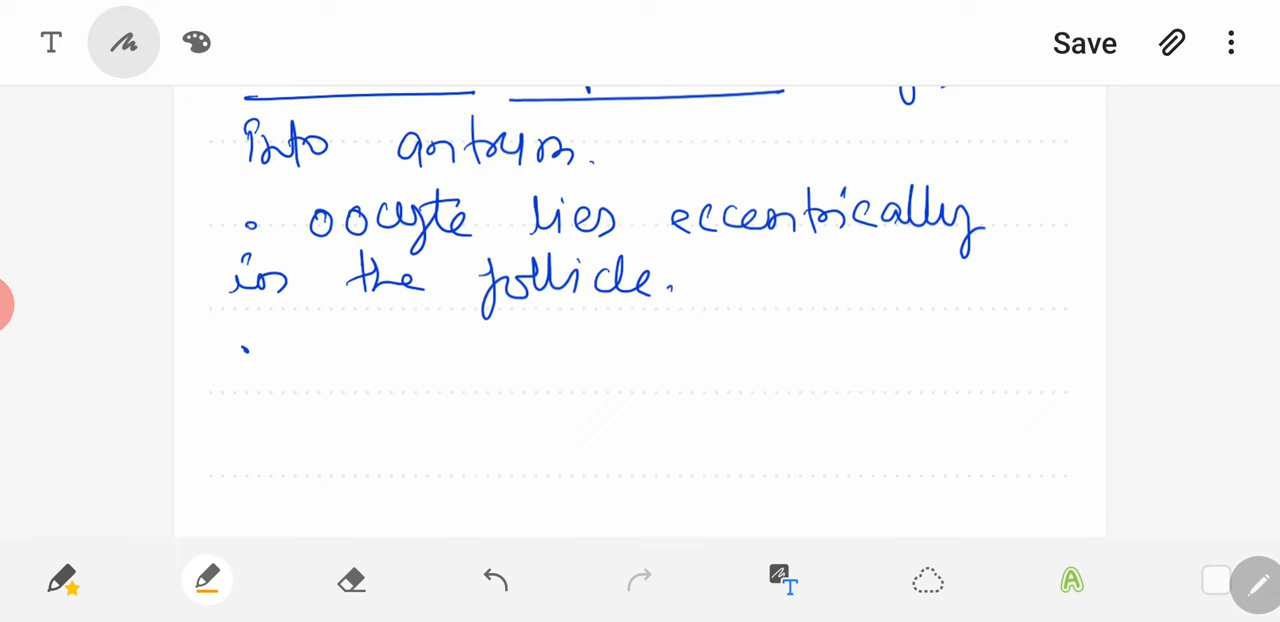 T Save
into antrum.
• oocyte lies eccentrically
in the follicle.
•
T
A